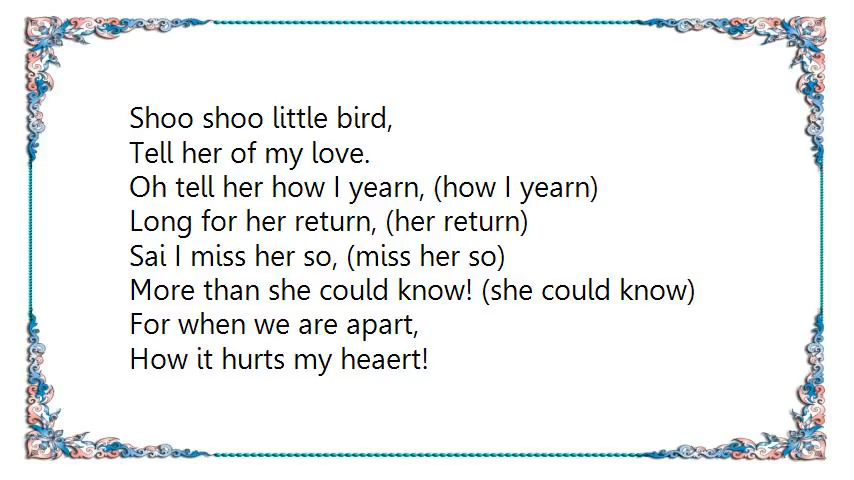 Shoo shoo little bird,
Tell her of my love.
Oh tell her how I yearn, (how I yearn)
Long for her return, (her return)
Sai I miss her so, (miss her so)
More than she could know! (she could know)
For when we are apart,
How it hurts my heaert!